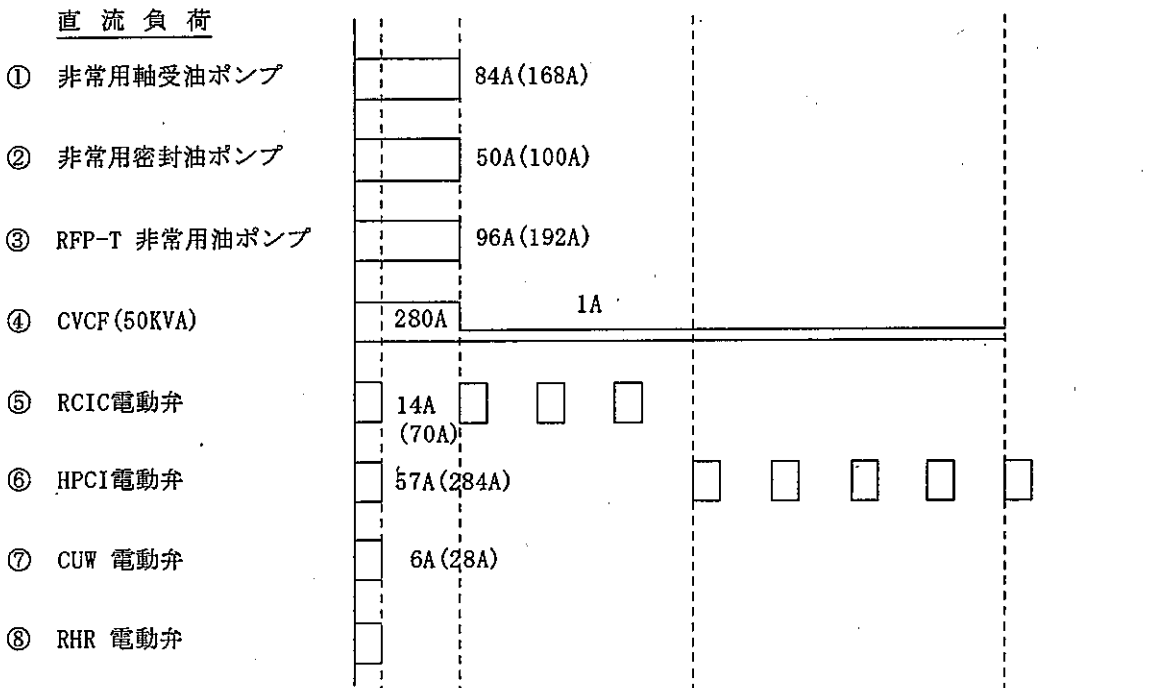 直流負荷
① 非常用軸受油ポンプ 84A(168A)
② 非常用密封油ポンプ 50A(100A)
③ RFP-T 非常用油ポンプ 96A(192A)
④ CVCF(50KVA) 280A 1A
⑤ RCIC電動弁 14A
(70A)
⑥ HPCI電動弁 57A(284A)
⑦ CUW 電動弁 6A(28A)
⑧ RHR 電動弁